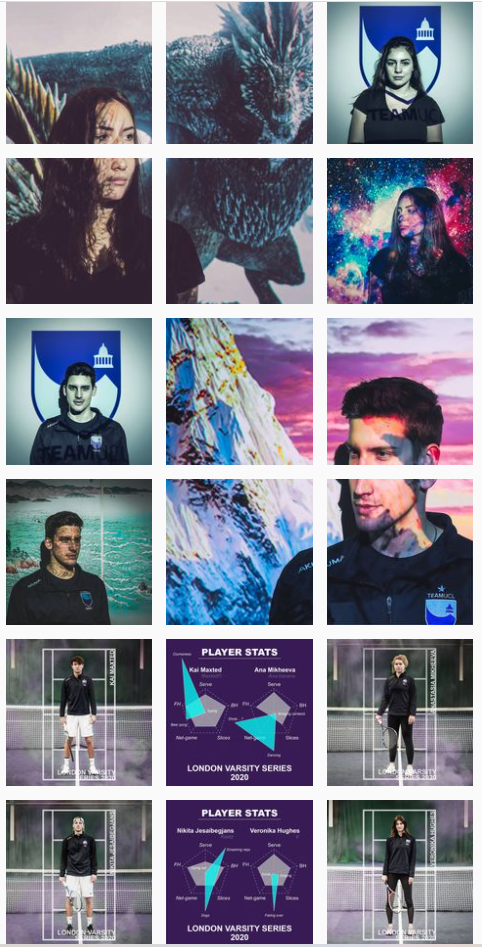 TEAMUC
TEAMUCL
TEAMUCL
KAI MAXTED
LONDON VARSITY
SERIES 2020
PLAYER STATS
Kai Maxted
Ana Mikheeva
Serve
Serve
FH
BH
FH
BH
Net-game
Slices
Net-game
Slices
LONDON VARSITY SERIES
2020
ANASTASIA MIKHEEVA
LONDON VARSITY
SERIES 2020
LONDON VARSITY
SERIES 2020
PLAYER STATS
Nikita Jesaibegjans
Veronika Hughes
Serve
Serve
FH
BH
FH
BH
Net-game
Slices
Net-game
Slices
Falling over
LONDON VARSITY SERIES
2020
VERONIKA HUGHES
LONDON VARSITY
SERIES 2020